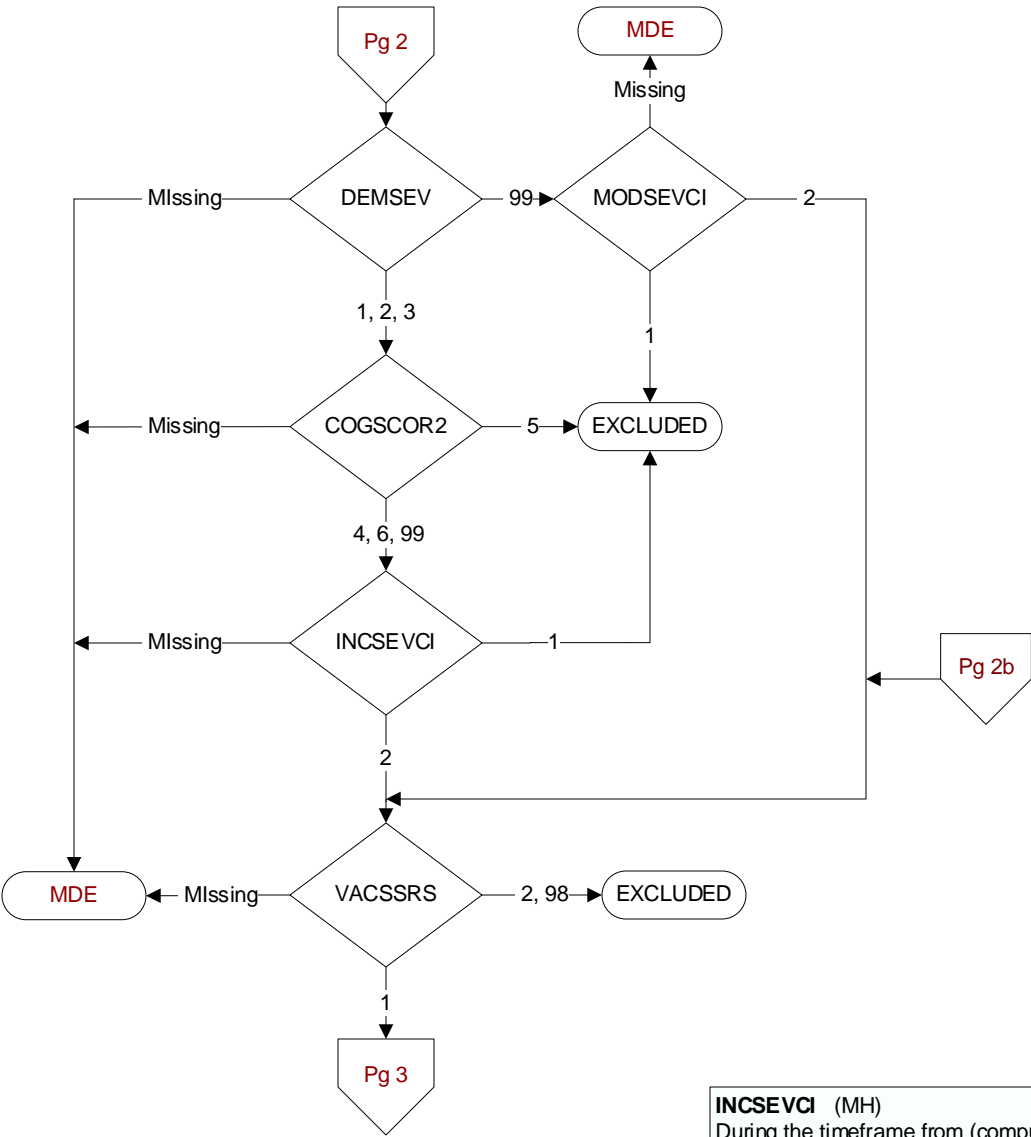 Pg 2
MDE
Missing
DEMSEV
MIssing
99
MODSEVCI
2
1, 2, 3
1
COGSCOR2
Missing
5
EXCLUDED
4, 6, 99
INCSEVCI
MIssing
1
Pg 2b
2
VACSSRS
MIssing
MDE
2, 98
EXCLUDED
1
Pg 3
INCSEVCI (MH)
During the timeframe from